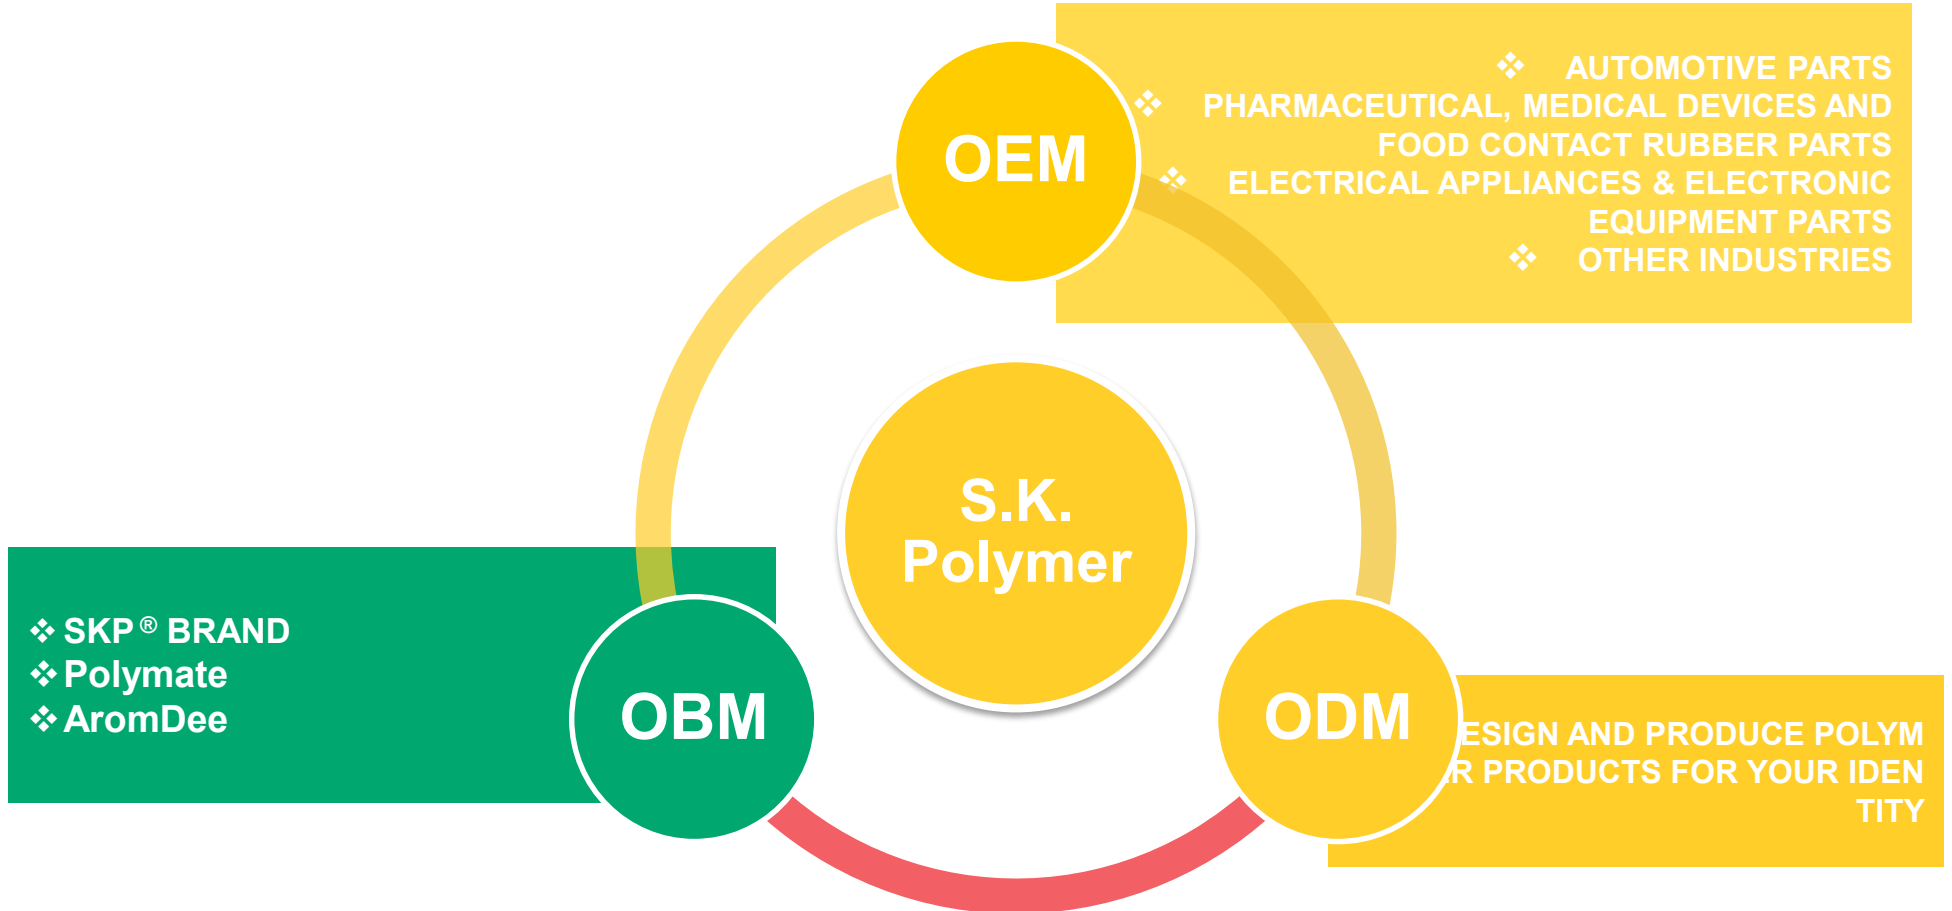 OEM
❖ AUTOMOTIVE PARTS
❖ PHARMACEUTICAL, MEDICAL DEVICES AND
FOOD CONTACT RUBBER PARTS
❖ ELECTRICAL APPLIANCES & ELECTRONIC
EQUIPMENT PARTS
❖ OTHER INDUSTRIES
S.K.
Polymer
❖ SKP ® BRAND
❖ Polymate
❖ AromDee
OBM
ODM
ESIGN AND PRODUCE POLYM
R PRODUCTS FOR YOUR IDEN
TITY